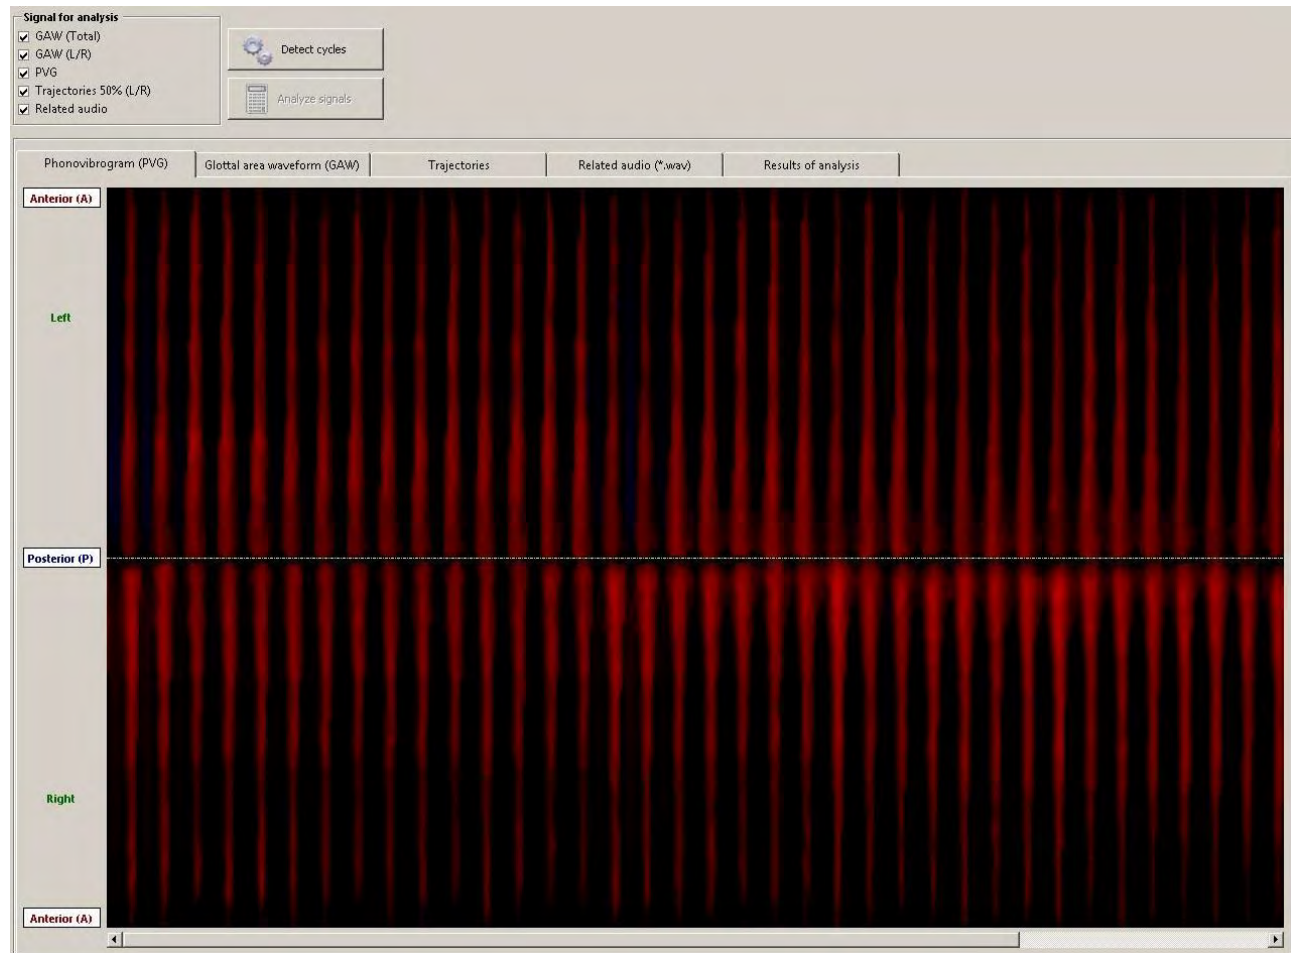 Signal for analysis
GAW (Total)
GAW (L/R)
PVG
Trajectories 50% (L/R)
Related audio
Detect cycles
Analyze signals
Phonovibrogram (PVG) Glottal area waveform (GAW) Trajectories Related audio (*.wav) Results of analysis
Anterior (A)
Left
Posterior (P)
Right
Anterior (A)